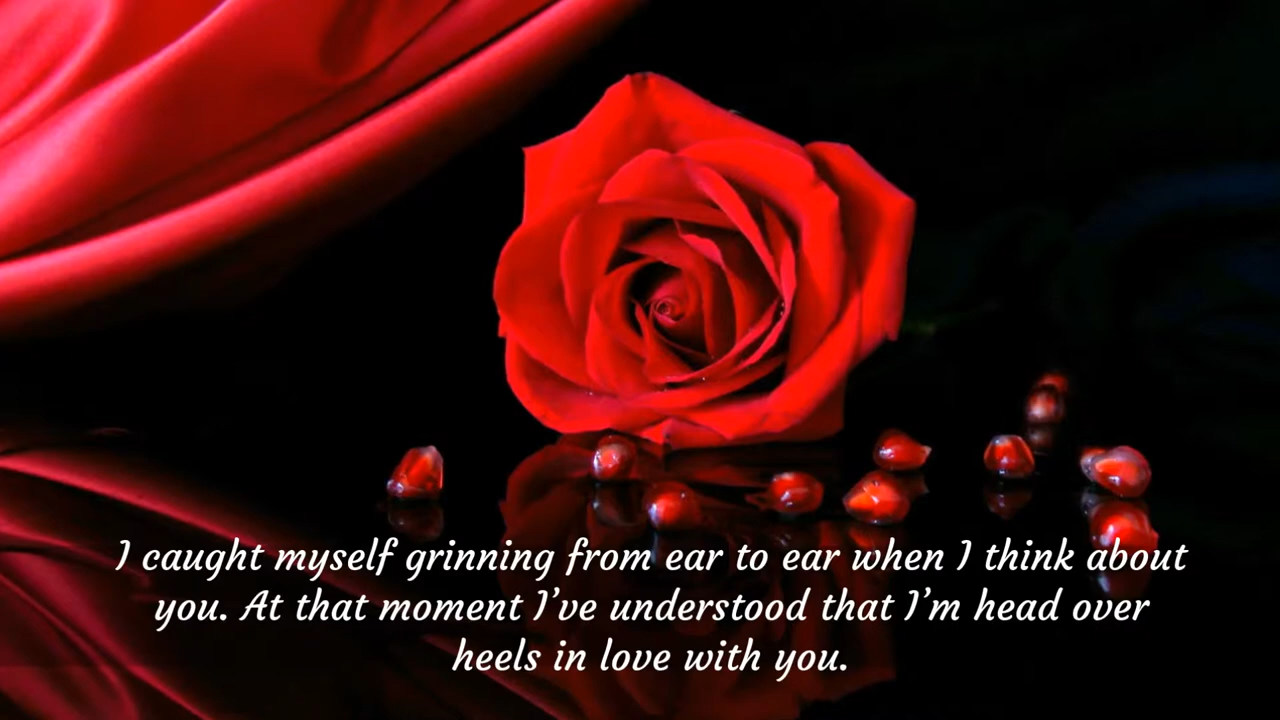 I caught myself grinning from ear to ear when I think about
you. At that moment I’ve understood that I’m head over
heels in love with you.